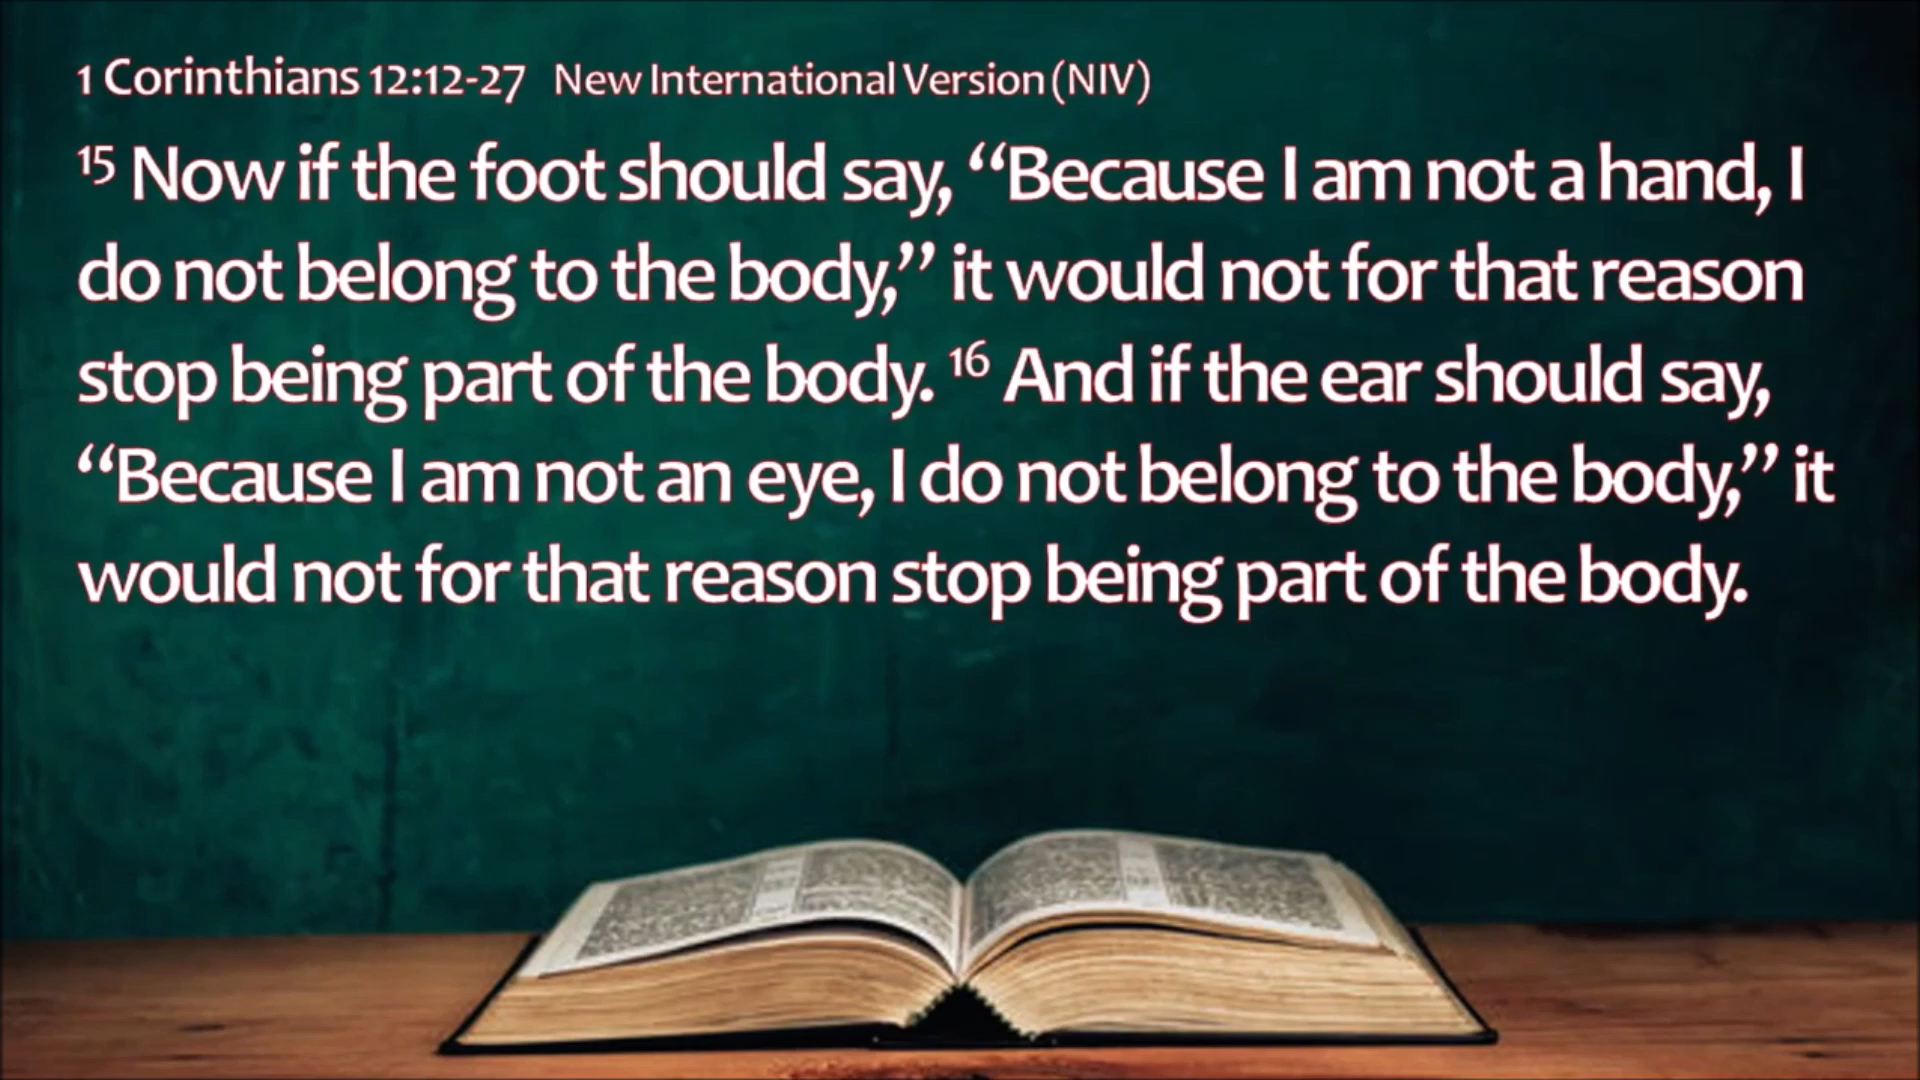 1 Corinthians 12:12-27 New International Version (NIV)
15 Now if the foot should say, “Because I am not a hand, I
do not belong to the body,” it would not for that reason
stop being part of the body. 16 And if the ear should say,
“Because I am not an eye, I do not belong to the body,” it
would not for that reason stop being part of the body.